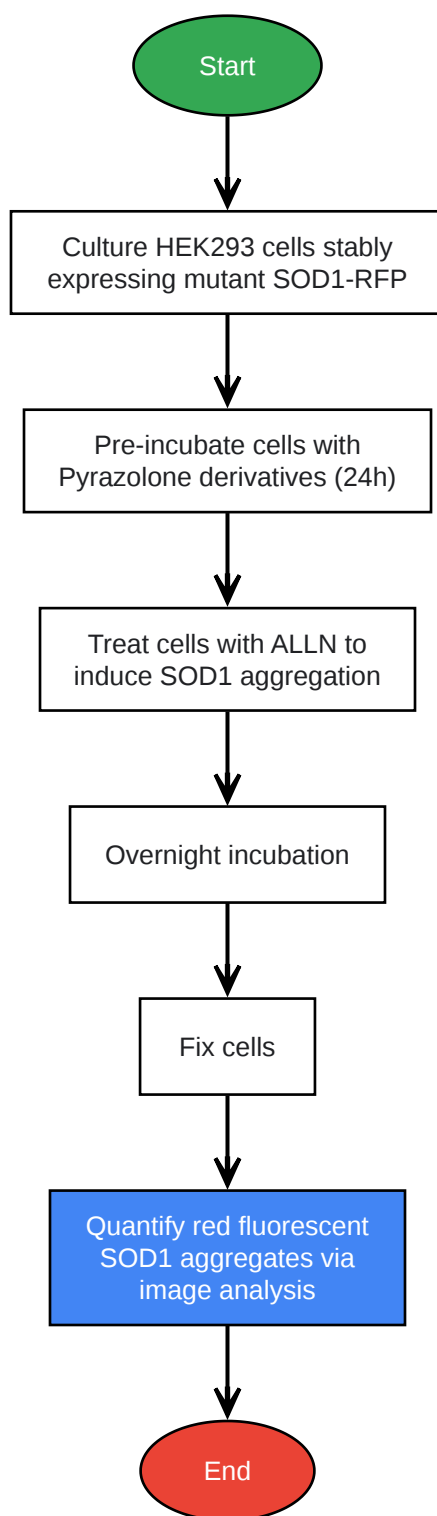 Start
Culture HEK293 cells stably
expressing mutant SOD1-RFP
Pre-incubate cells with
Pyrazolone derivatives (24h)
Treat cells with ALLN to
induce SOD1 aggregation
Overnight incubation
Fix cells
Quantify red fluorescent
SOD1 aggregates via
image analysis
End